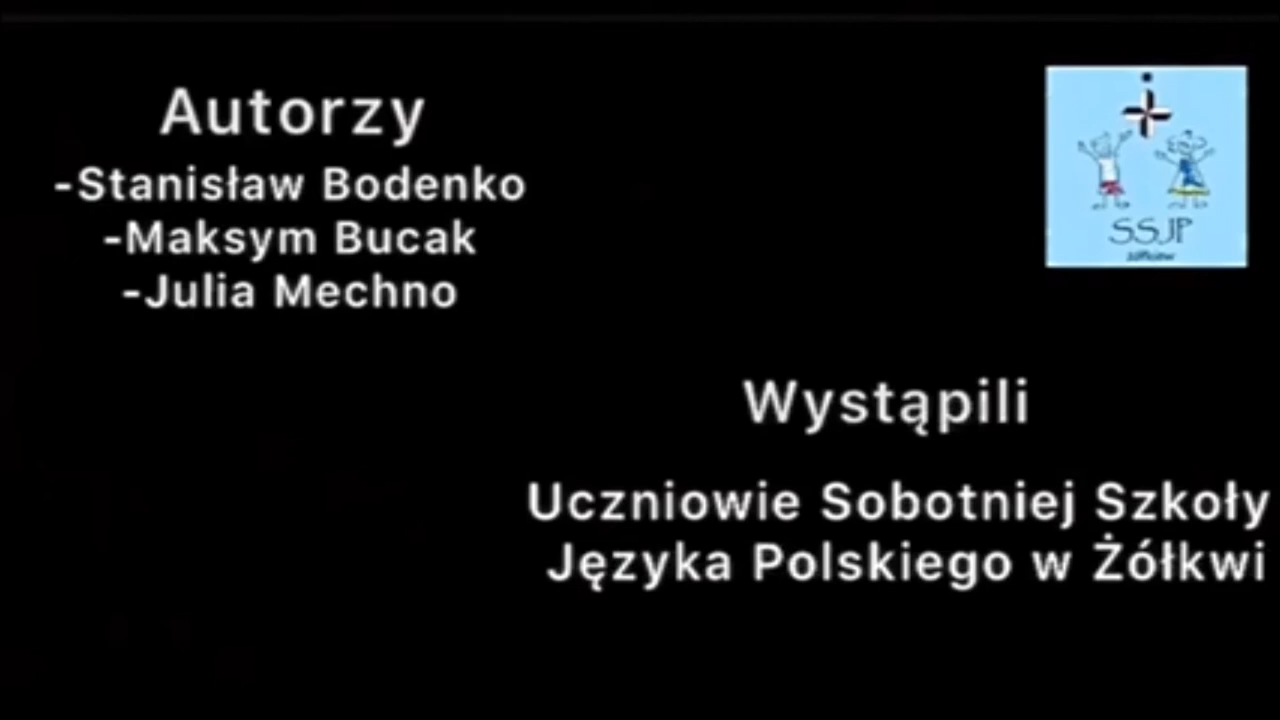 Autorzy
-Stanisław Bodenko
-Maksym Bucak
-Julia Mechno
SSJP
Wystąpili
Uczniowie Sobotniej Szkoły
Języka Polskiego w Żółkwi